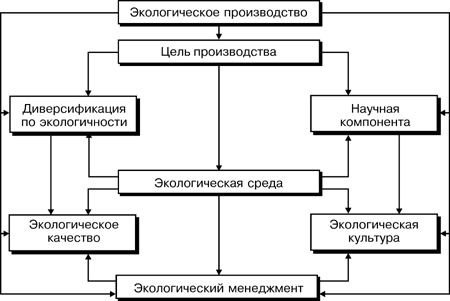 Экологическое производство
Цель производства
Диверсификация
по экологичности
Научная
компонента
Экологическая среда
Экологическое
качество
Экологическая
культура
Экологический менеджмент